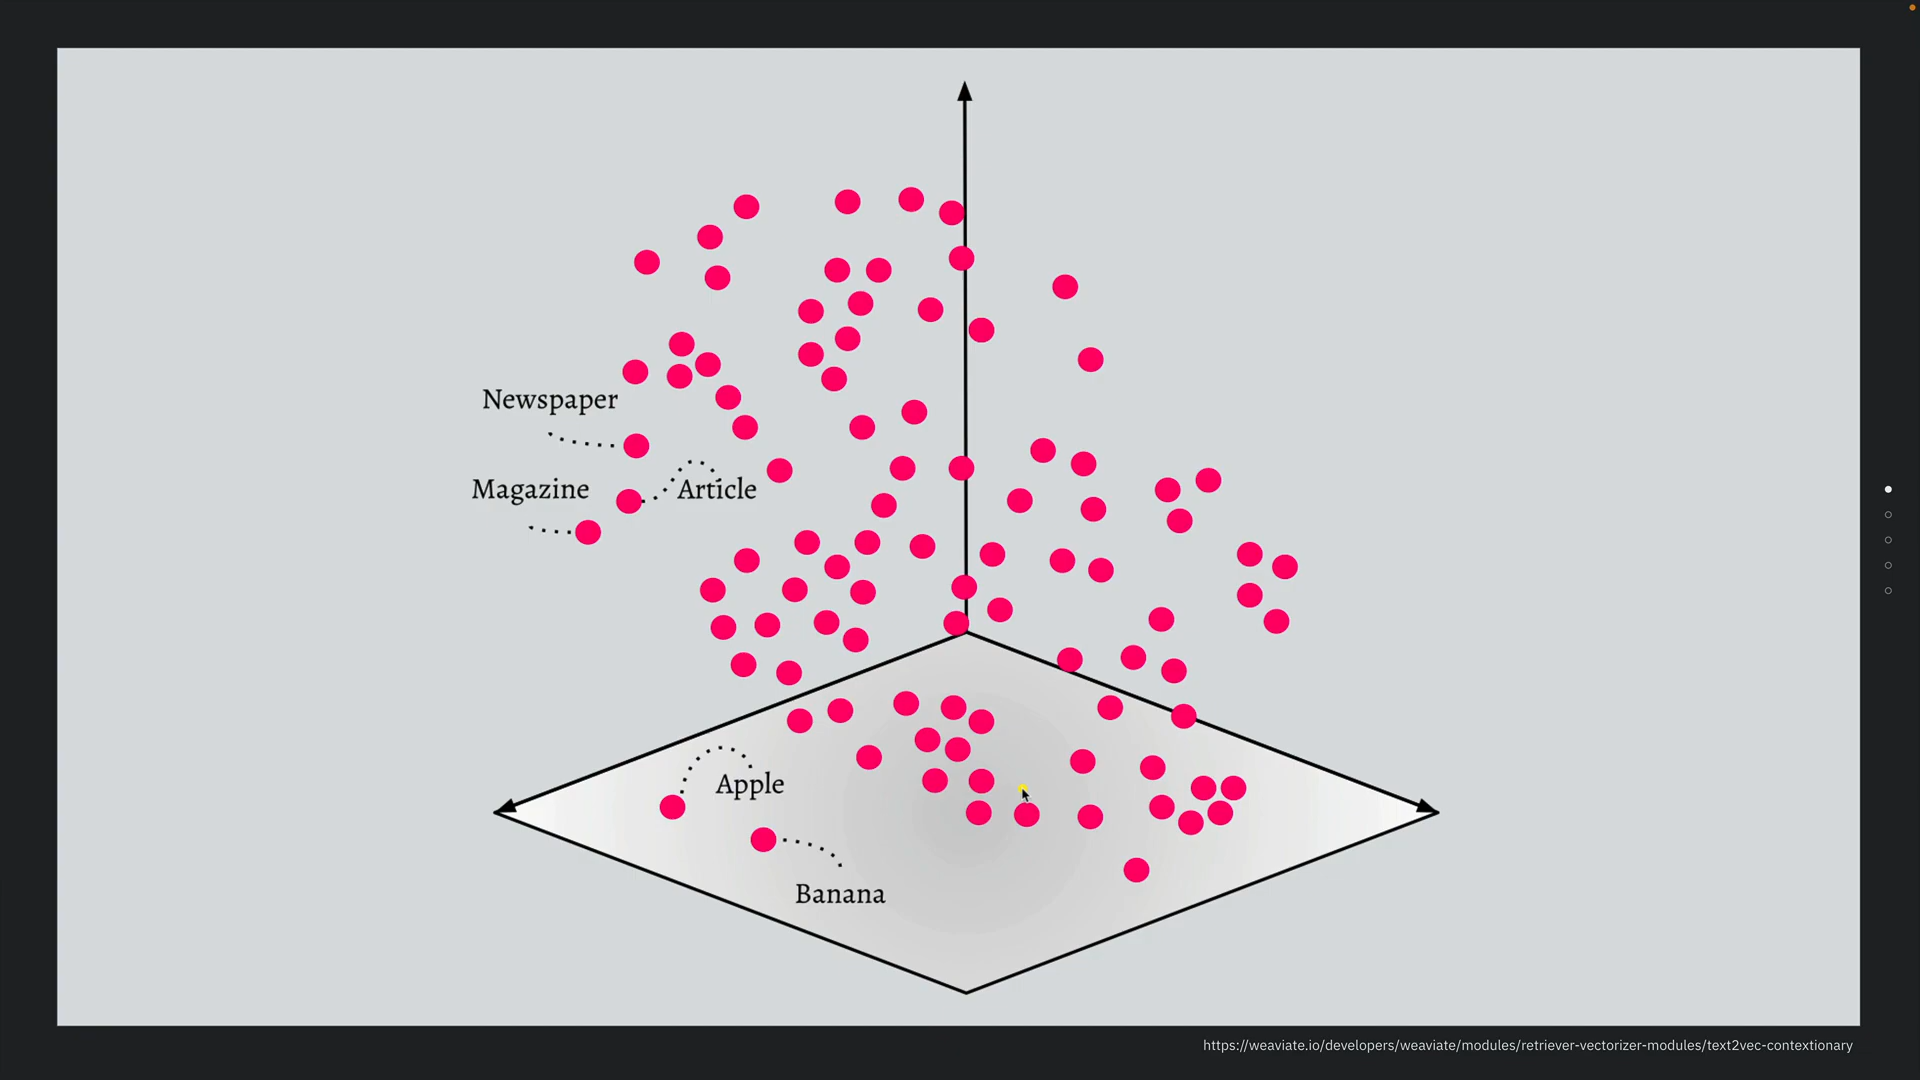 Newspaper
Magazine
Article
Apple
Banana
https://weaviate.io/developers/weaviate/modules/retriever-vectorizer-modules/text2vec-contextionary